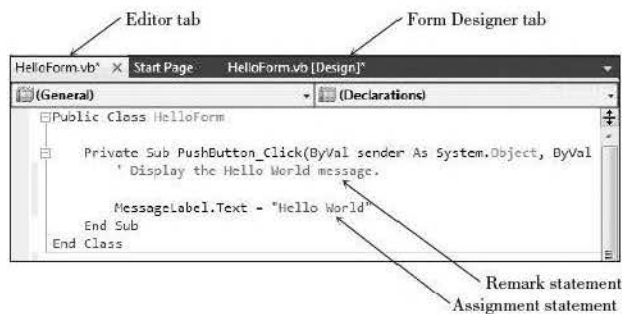 Editor tab Form Designer tab
HelloForm.vb* X Start Page HelloForm.vb [Design]*
(General) (Declarations)
Public Class HelloForm
Private Sub PushButton_Click(ByVal sender As System.Object, ByVal
' Display the Hello World message.
MessageLabel.Text = "Hello World"
End Sub
End Class
Remark statement
Assignment statement